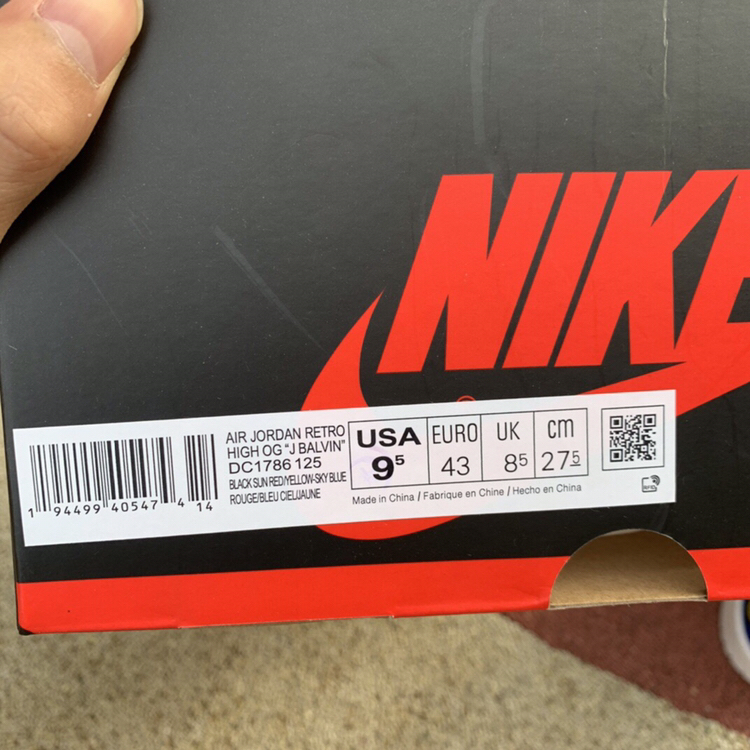 NIKE
AIR JORDAN RETRO
HIGH OG "J BALVIN"
DC1786 125
BLACK SUN RED/YELLOW-SKY BLUE
ROUGE/BLEU CIEL/JAUNE
1 94499 40547 4 14
USA EURO UK cm
9⁵ 43 8⁵ 27⁵
Made in China / Fabrique en Chine / Hecho en China